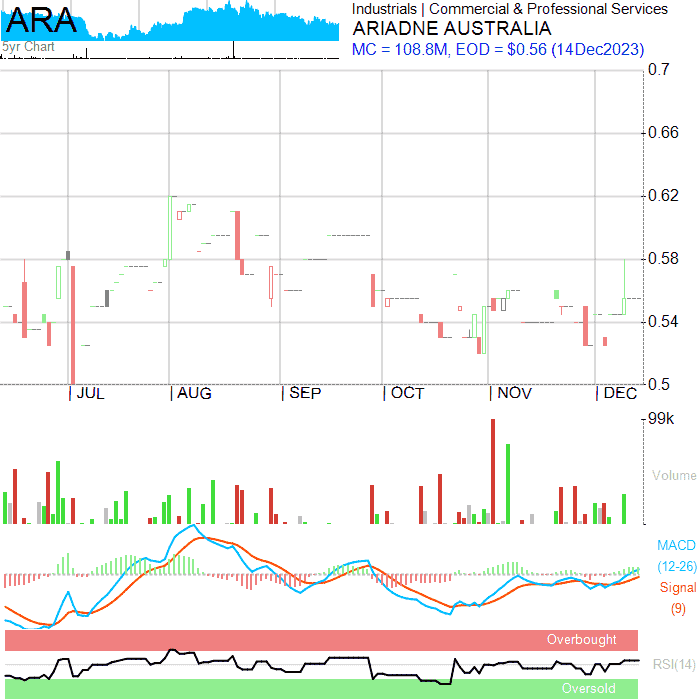 ARA
5yr Chart
Industrials | Commercial & Professional Services
ARIADNE AUSTRALIA
MC = 108.8M, EOD = $0.56 (14Dec2023)
0.7
0.66
0.62
0.58
0.54
0.5
JUL AUG SEP OCT NOV DEC
99k
Volume
MACD
(12-26)
Signal
(9)
Overbought
RSI(14)
Oversold